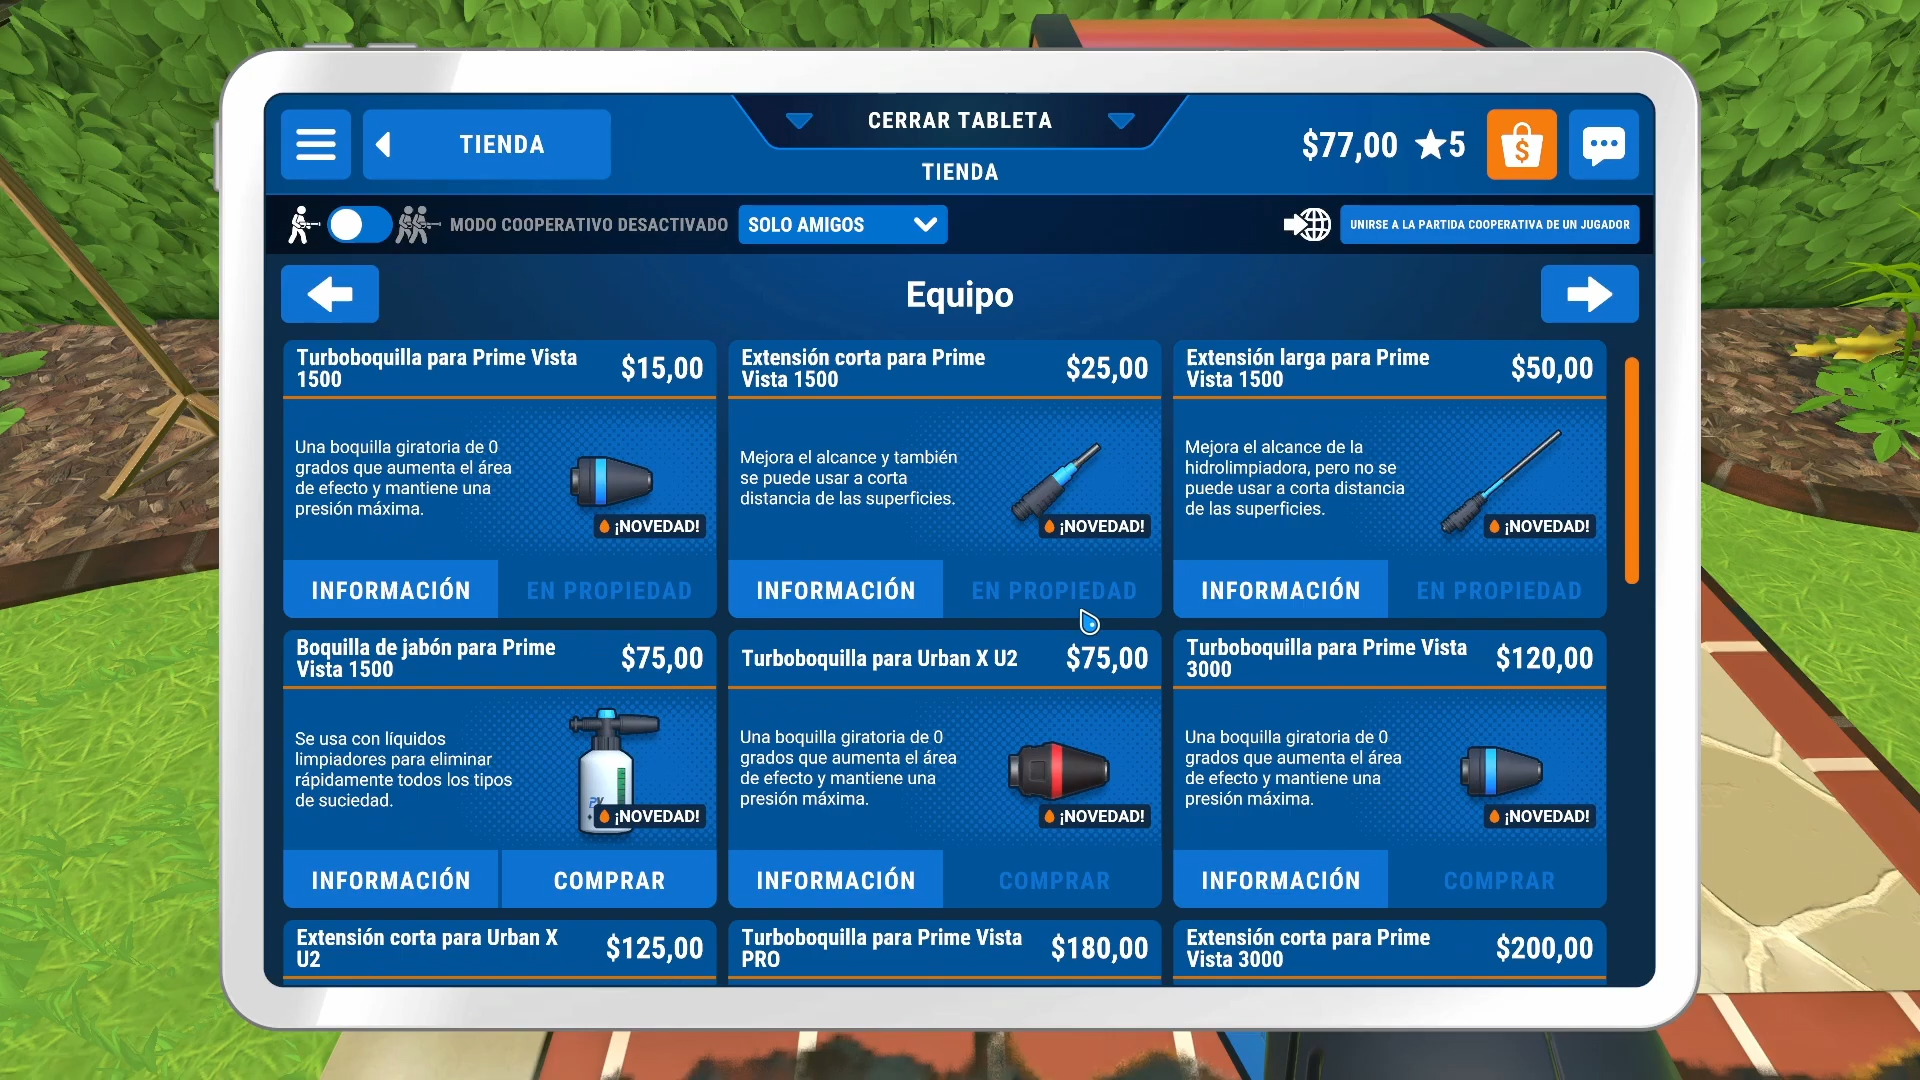 CERRAR TABLETA
TIENDA
$77,00 ★5
TIENDA
MODO COOPERATIVO DESACTIVADO
SOLO AMIGOS
UNIRSE A LA PARTIDA COOPERATIVA DE UN JUGADOR
Equipo
Turboboquilla para Prime Vista
1500
$15,00
Una boquilla giratoria de 0
grados que aumenta el área
de efecto y mantiene una
presión máxima.
¡NOVEDAD!
INFORMACIÓN
EN PROPIEDAD
Extensión corta para Prime
Vista 1500
$25,00
Mejora el alcance y también
se puede usar a corta
distancia de las superficies.
¡NOVEDAD!
INFORMACIÓN
EN PROPIEDAD
Extensión larga para Prime
Vista 1500
$50,00
Mejora el alcance de la
hidrolimpiadora, pero no se
puede usar a corta distancia
de las superficies.
¡NOVEDAD!
INFORMACIÓN
EN PROPIEDAD
Boquilla de jabón para Prime
Vista 1500
$75,00
Se usa con líquidos
limpiadores para eliminar
rápidamente todos los tipos
de suciedad.
PV
¡NOVEDAD!
INFORMACIÓN
COMPRAR
Turboboquilla para Urban X U2
$75,00
Una boquilla giratoria de 0
grados que aumenta el área
de efecto y mantiene una
presión máxima.
¡NOVEDAD!
INFORMACIÓN
COMPRAR
Turboboquilla para Prime Vista
3000
$120,00
Una boquilla giratoria de 0
grados que aumenta el área
de efecto y mantiene una
presión máxima.
¡NOVEDAD!
INFORMACIÓN
COMPRAR
Extensión corta para Urban X
U2
$125,00
Turboboquilla para Prime Vista
PRO
$180,00
Extensión corta para Prime
Vista 3000
$200,00